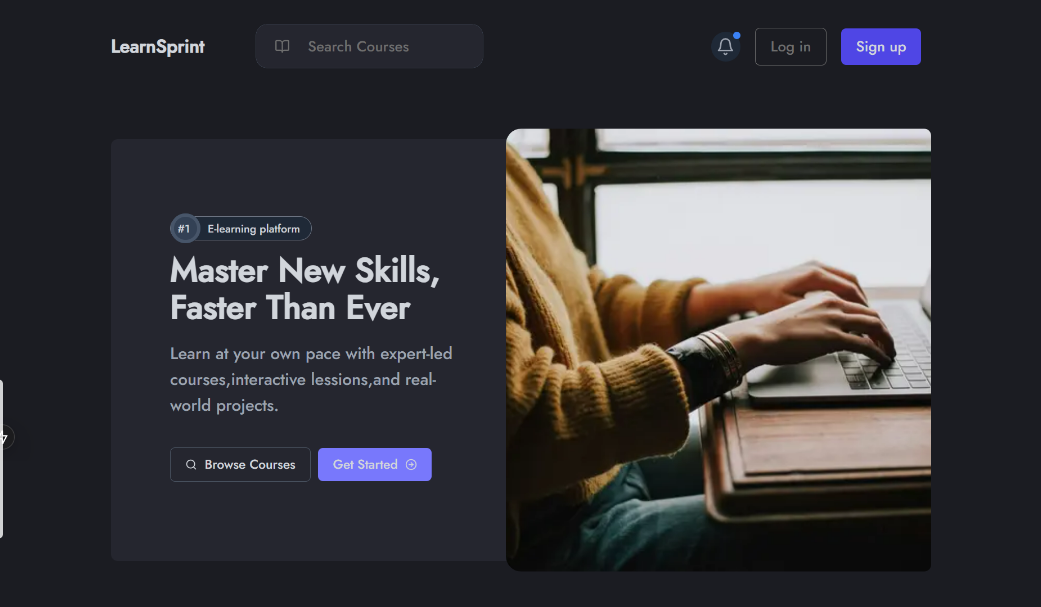 LearnSprint
Search Courses
Log in
Sign up
#1 E-learning platform
Master New Skills,
Faster Than Ever
Learn at your own pace with expert-led
courses,interactive lessions,and real-
world projects.
Browse Courses
Get Started